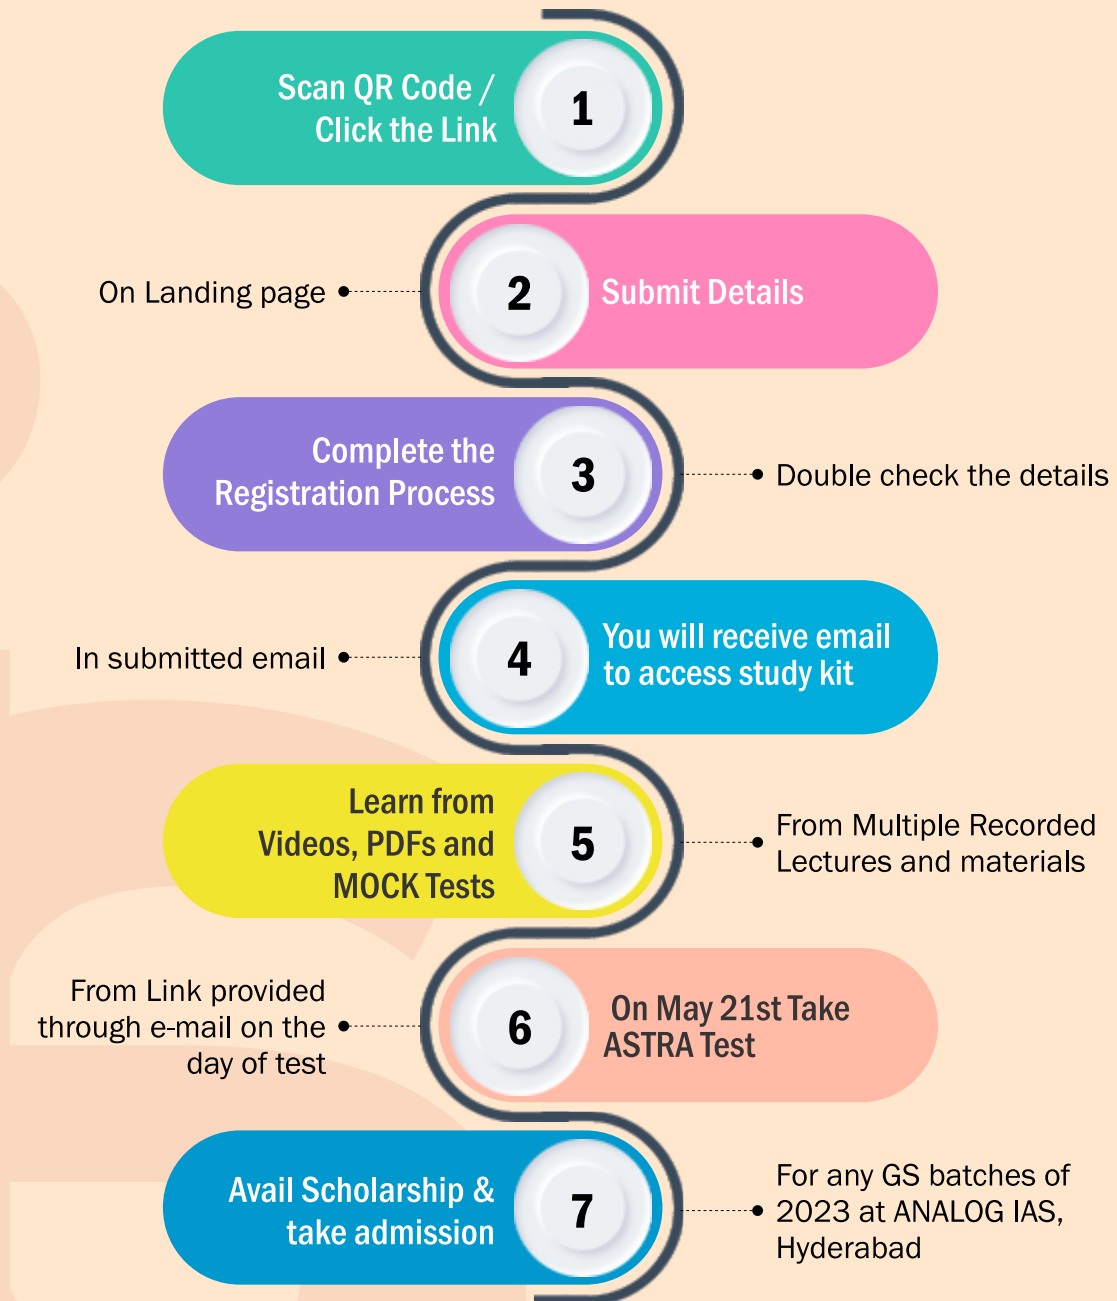 Scan QR Code /
Click the Link
1
On Landing page
2
Submit Details
Complete the
Registration Process
3
Double check the details
In submitted email
4
You will receive email
to access study kit
Learn from
Videos, PDFs and
MOCK Tests
5
From Multiple Recorded
Lectures and materials
From Link provided
through e-mail on the
day of test
6
On May 21st Take
ASTRA Test
Avail Scholarship &
take admission
7
For any GS batches of
2023 at ANALOG IAS,
Hyderabad